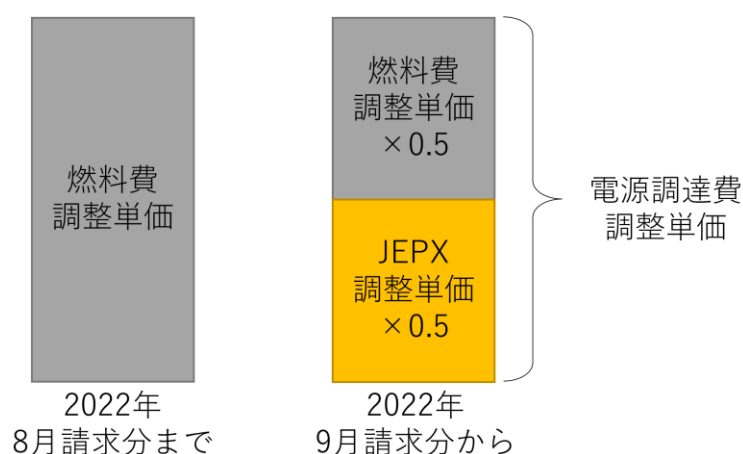 燃料費
調整単価
2022年
8月請求分まで
燃料費
調整単価
×0.5
JEPX
調整単価
×0.5
2022年
9月請求分から
電源調達費
調整単価